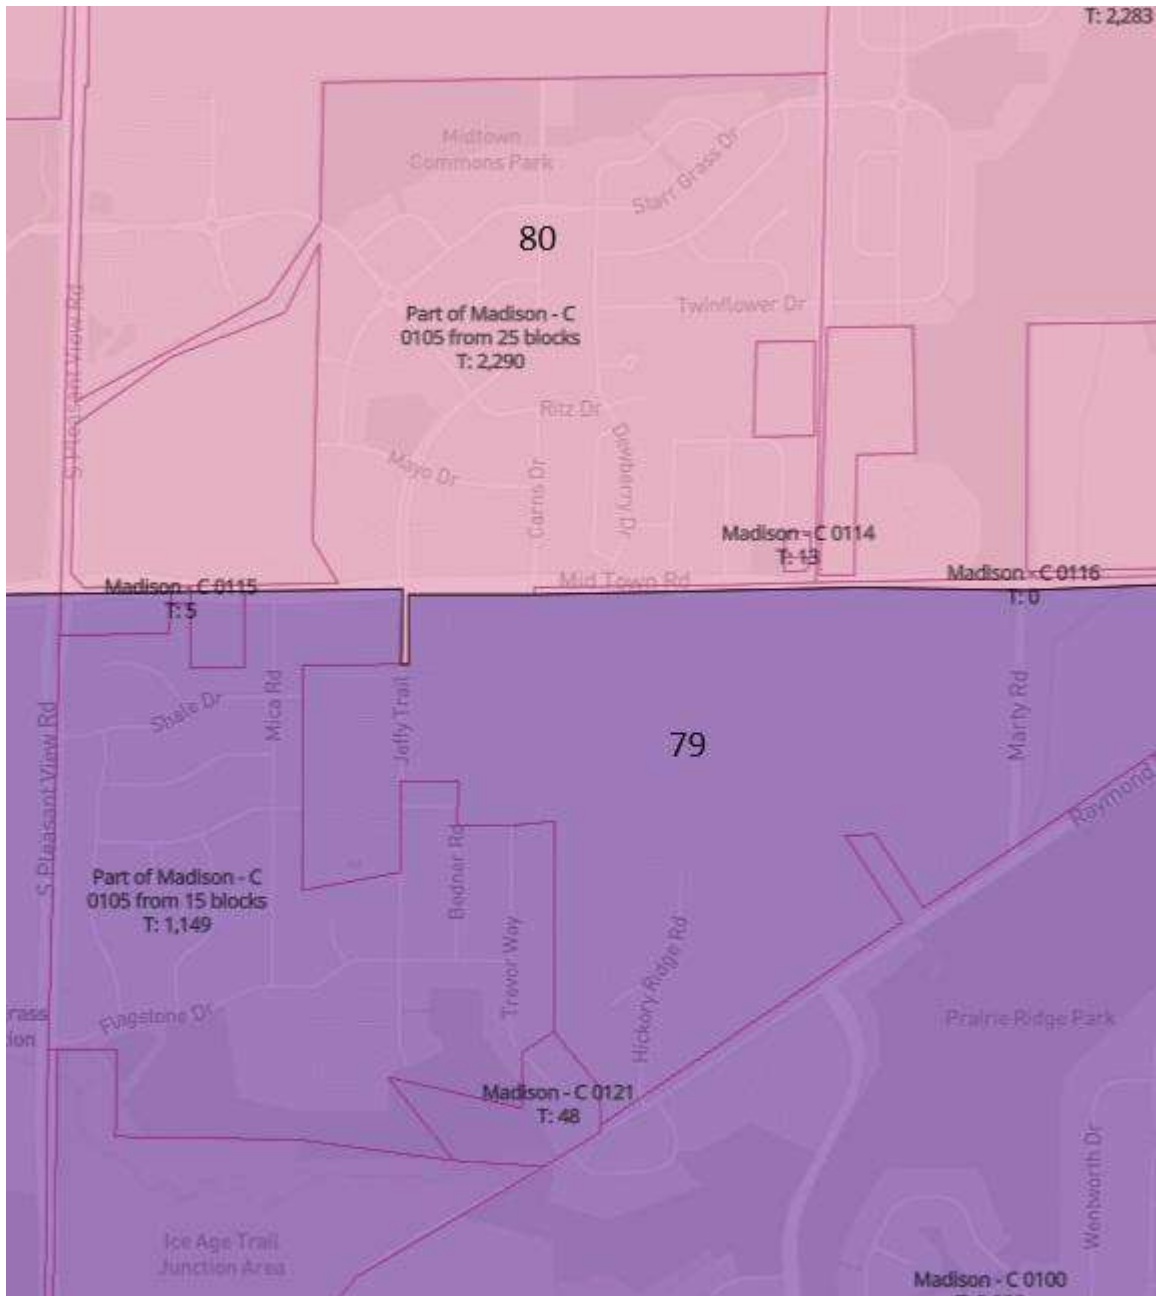 T: 2,283
Midtown
Commons Park
Starr Grass Dr
80
S Pleasant View Rd
Twinflower Dr
Part of Madison - C
0105 from 25 blocks
T: 2,290
Ritz Dr
Mayo Dr
Carns Dr
Dewberry Dr
Madison - C 0114
T: 13
Mid Town Rd
Madison - C 0115
T: 5
Madison - C 0116
T: 0
Shale Dr
Mica Rd
Jeffy Trail
Marty Rd
79
S Pleasant View Rd
Raymond
Part of Madison - C
0105 from 15 blocks
T: 1,149
Bednar Rd
Trevor Way
Hickory Ridge Rd
Flagstone Dr
rass
ion
Prairie Ridge Park
Madison - C 0121
T: 48
Wentworth Dr
Ice Age Trail
Junction Area
Madison - C 0100